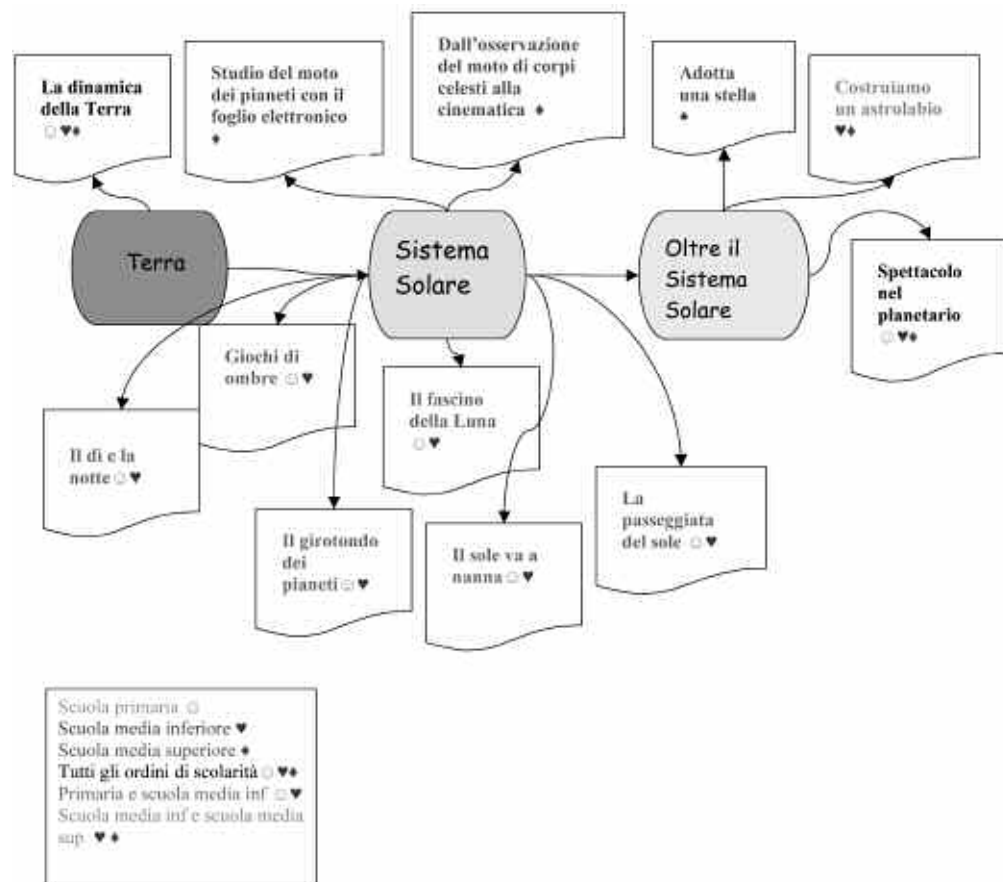 La dinamica
della Terra
☺♥♦
Studio del moto
dei pianeti con il
foglio elettronico
♦
Dall'osservazione
del moto di corpi
celesti alla
cinematica ♦
Adotta
una stella
♠
Costruiamo
un astrolabio
♥♦
Terra
Sistema
Solare
Oltre il
Sistema
Solare
Spettacolo
nel
planetario
☺♥♦
Giochi di
ombre ☺♥
Il fascino
della Luna
☺♥
Il dì e la
notte☺♥
Il girotondo
dei
pianeti☺♥
Il sole va a
nanna☺♥
La
passeggiata
del sole ☺♥
Scuola primaria ☺
Scuola media inferiore ♥
Scuola media superiore ♦
Tutti gli ordini di scolarità☺♥♦
Primaria e scuola media inf ☺♥
Scuola media inf e scuola media
sup ♥♦